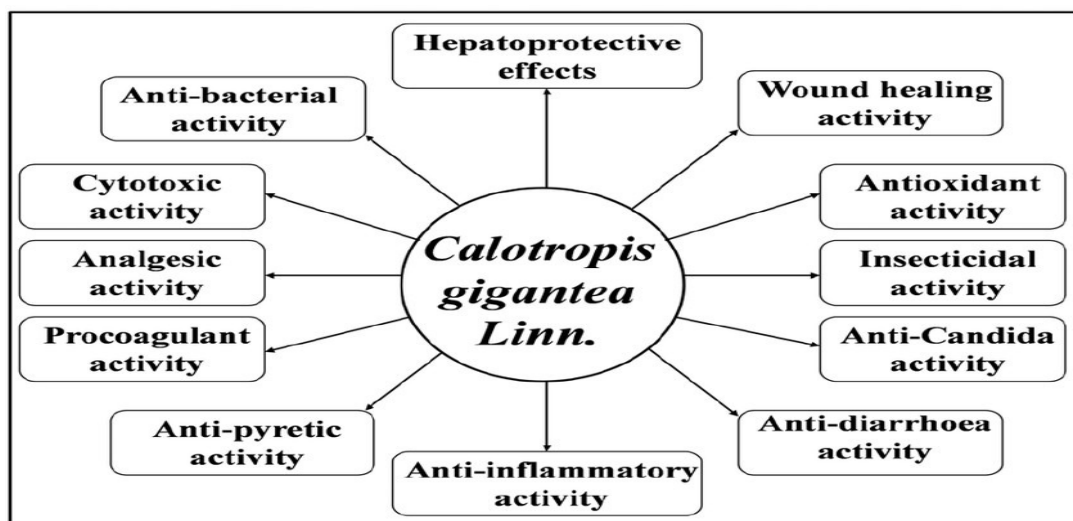 Hepatoprotective
effects
Wound healing
activity
Antioxidant
activity
Insecticidal
activity
Anti-Candida
activity
Anti-diarrhoea
activity
Anti-inflammatory
activity
Anti-pyretic
activity
Procoagulant
activity
Analgesic
activity
Cytotoxic
activity
Anti-bacterial
activity
Calotropis
gigantea
Linn.